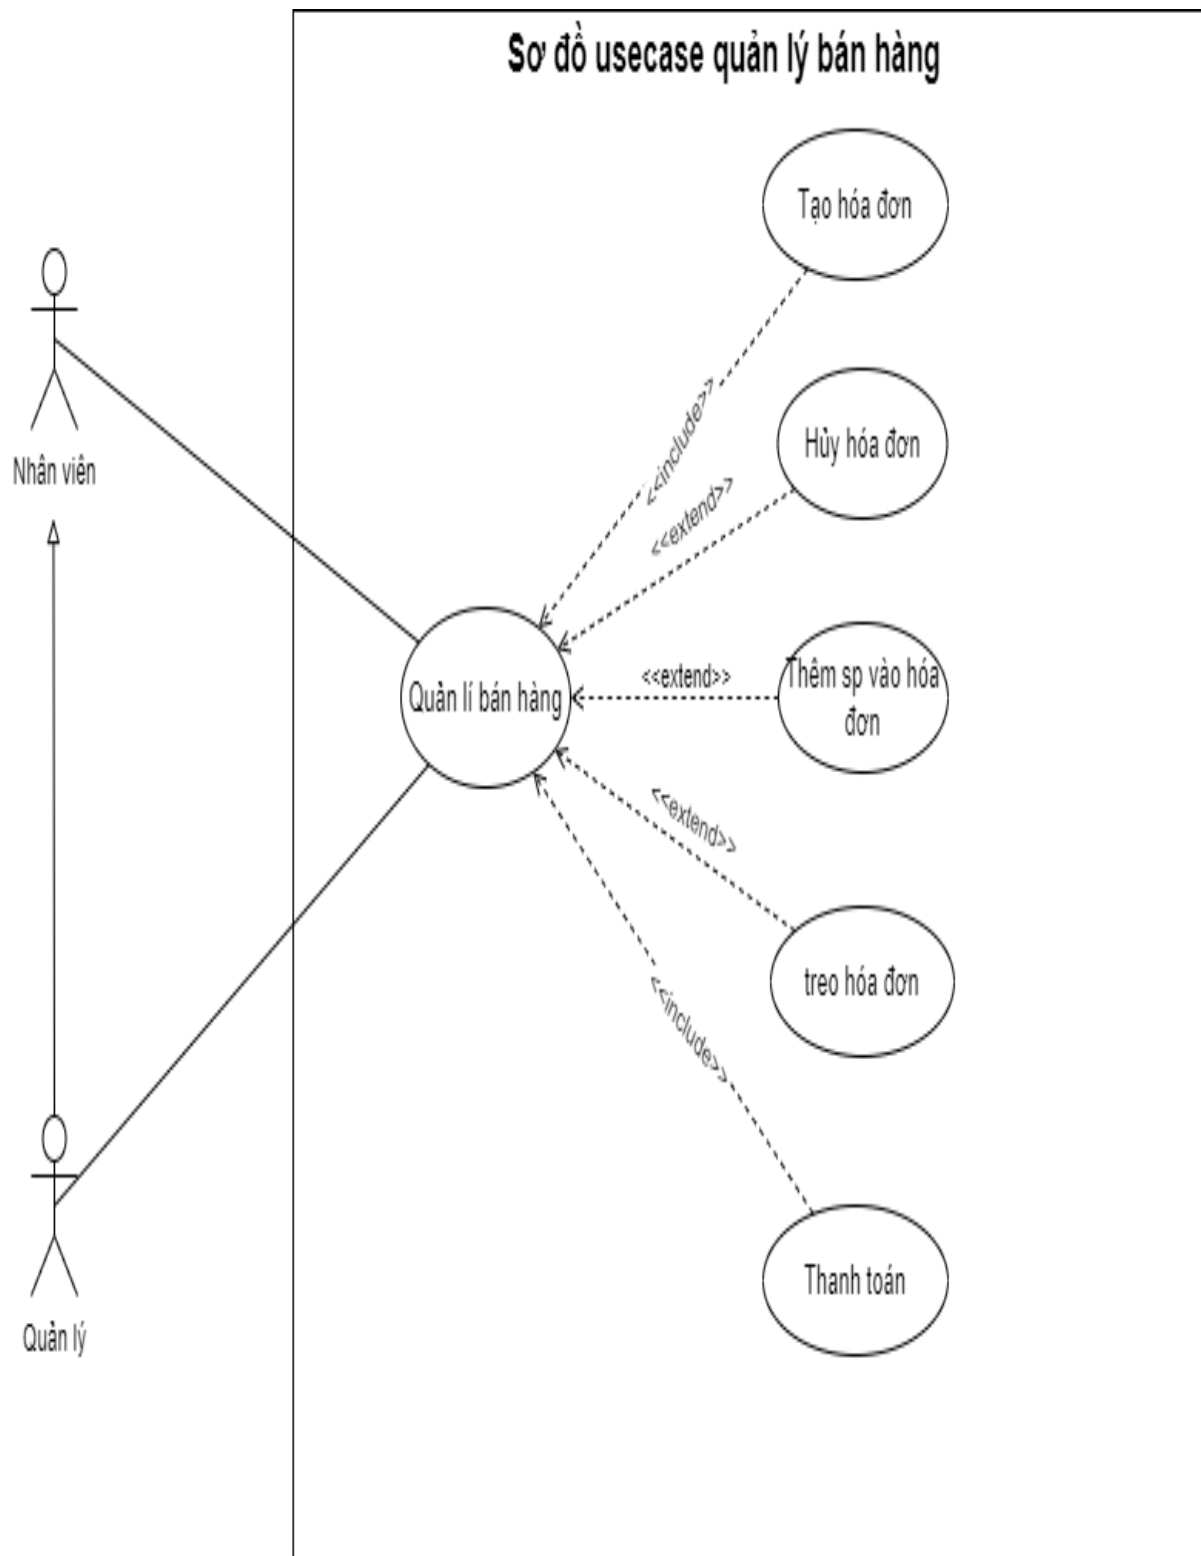 Sơ đồ usecase quản lý bán hàng
Tạo hóa đơn
<<include>>
Hủy hóa đơn
<<extend>>
Nhân viên
<<extend>>
Thêm sp vào hóa
đơn
Quản lí bán hàng
<<extend>>
treo hóa đơn
<<include>>
Thanh toán
Quản lý